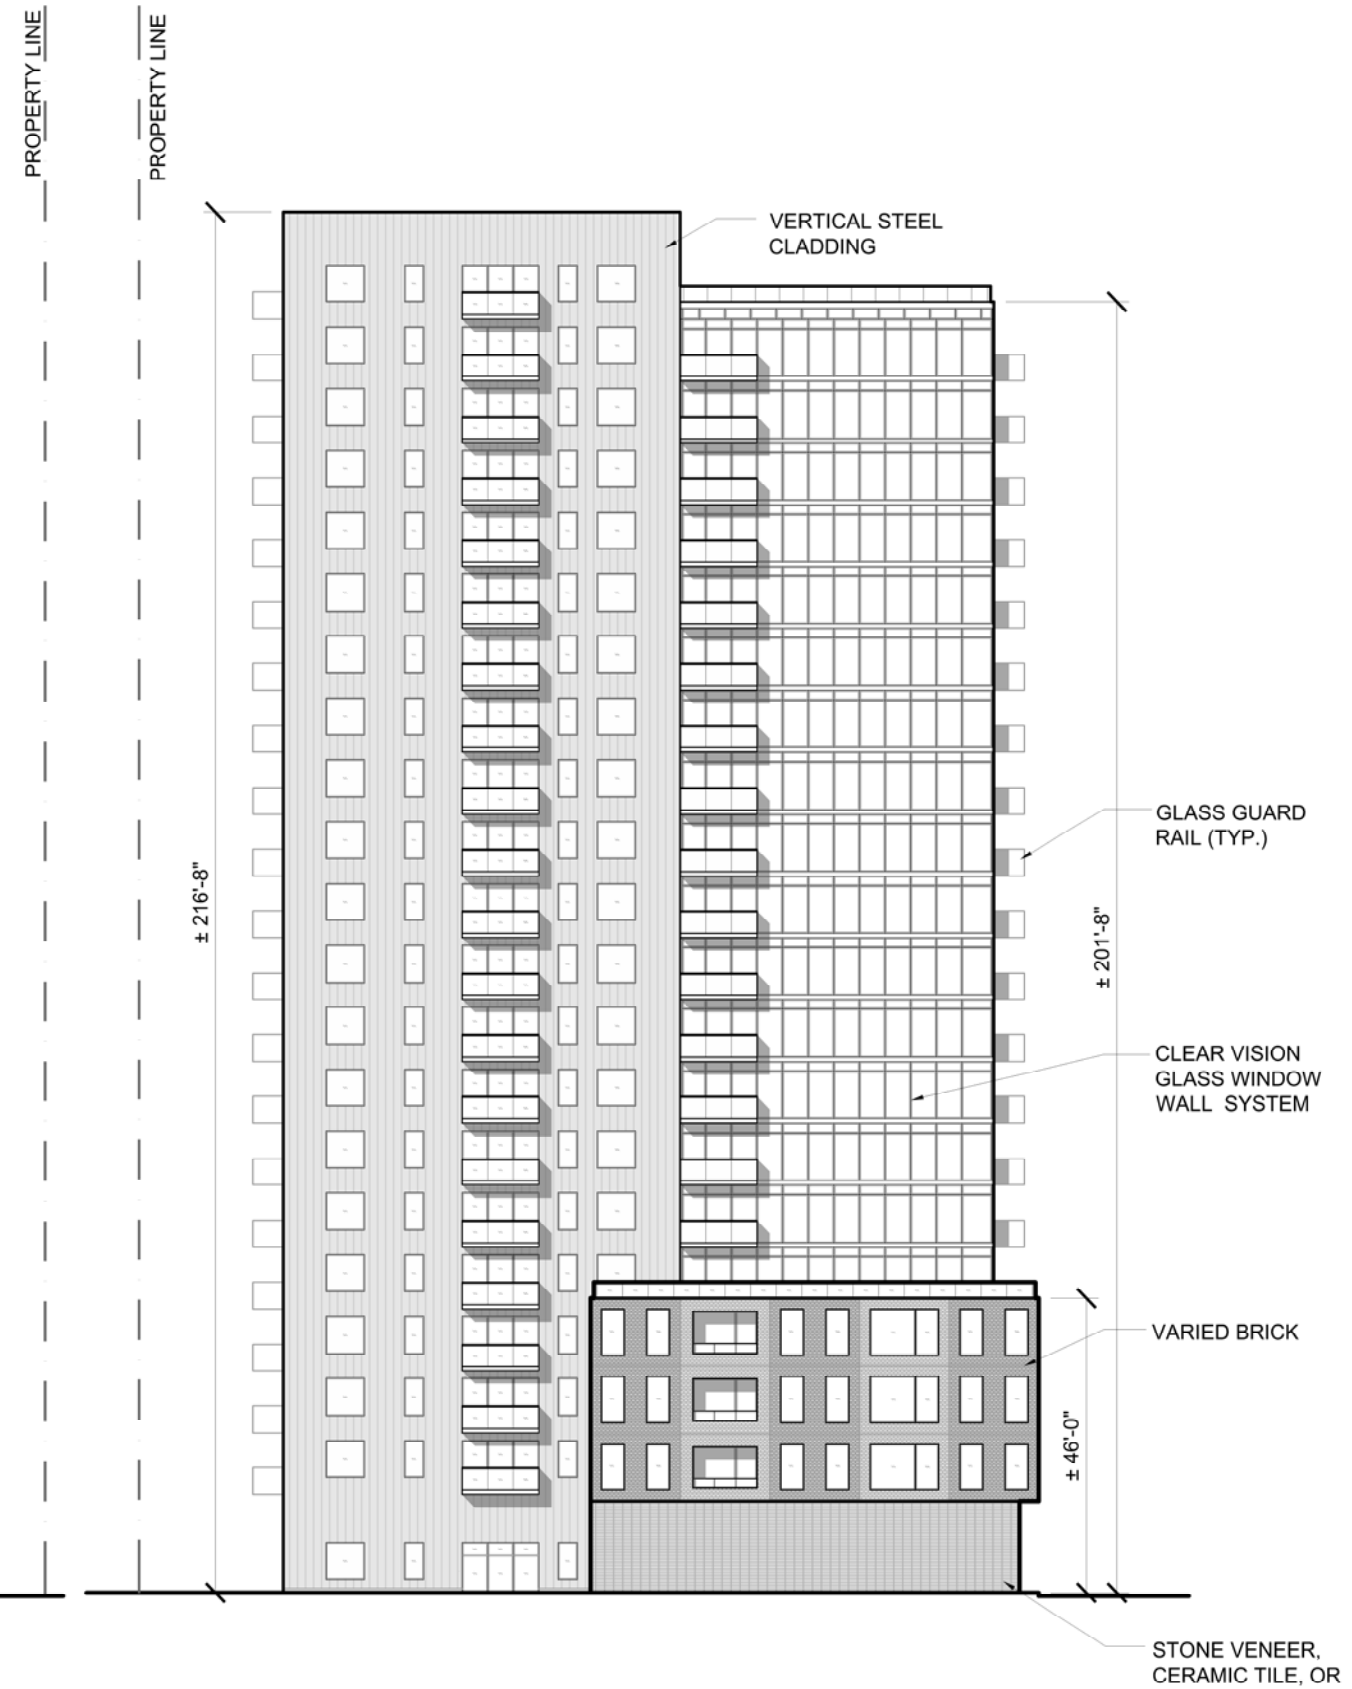 PROPERTY LINE
PROPERTY LINE
VERTICAL STEEL
CLADDING
GLASS GUARD
RAIL (TYP.)
± 216'-8"
± 201'-8"
CLEAR VISION
GLASS WINDOW
WALL SYSTEM
VARIED BRICK
± 46'-0"
STONE VENEER,
CERAMIC TILE, OR